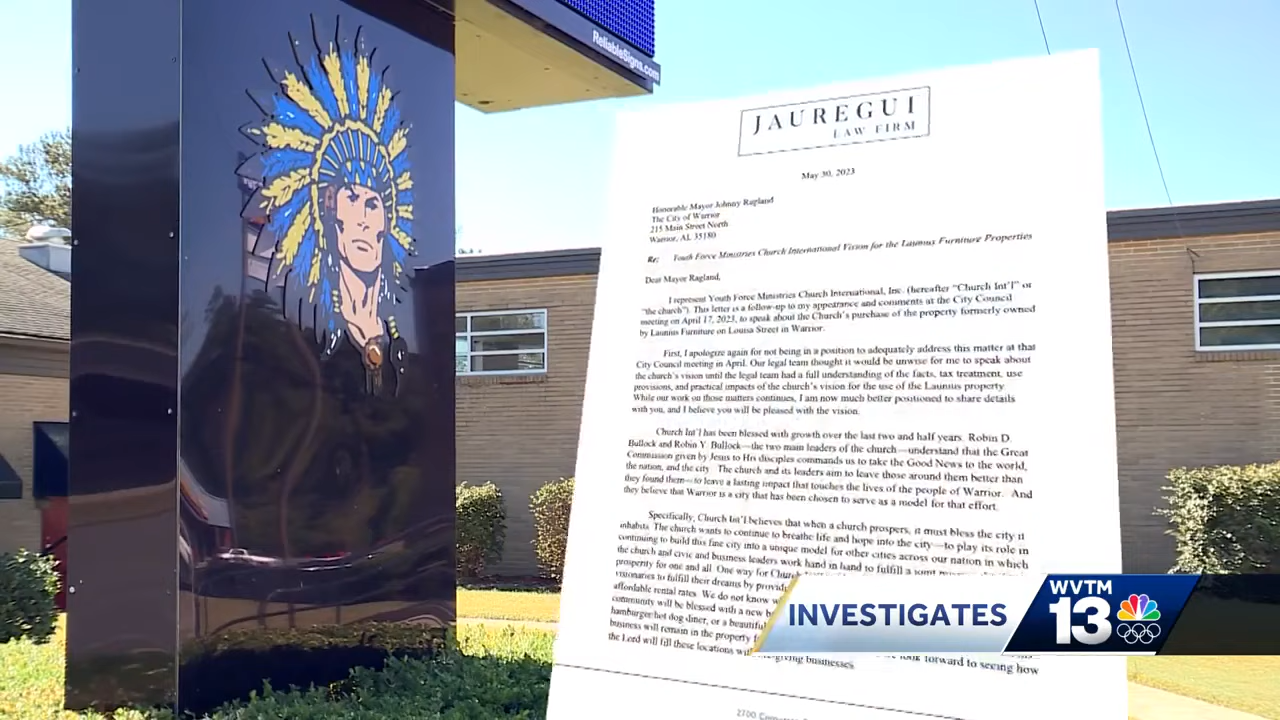 ReliableSigns.com
JAUREGUI
LAW FIRM
May 30, 2023
Honorable Mayor Johnny Ragland
The City of Warrior
215 Main Street North
Warrior, AL 35180
Re: Youth Force Ministries Church International Vision for the Launius Furniture Properties
Dear Mayor Ragland,
I represent Youth Force Ministries Church International, Inc. (hereafter “Church Int'l” or
“the church”). This letter is a follow-up to my appearance and comments at the City Council
meeting on April 17, 2023, to speak about the Church's purchase of the property formerly owned
by Launius Furniture on Louisa Street in Warrior.
First, I apologize again for not being in a position to adequately address this matter at that
City Council meeting in April. Our legal team thought it would be unwise for me to speak about
the church's vision until the legal team had a full understanding of the facts, tax treatment, use
provisions, and practical impacts of the church's vision for the use of the Launius property.
While our work on those matters continues, I am now much better positioned to share details
with you, and I believe you will be pleased with the vision.
Church Int'l has been blessed with growth over the last two and half years. Robin D.
Bullock and Robin Y. Bullock—the two main leaders of the church—understand that the Great
Commission given by Jesus to His disciples commands us to take the Good News to the world,
the nation, and the city. The church and its leaders aim to leave those around them better than
they found them—to leave a lasting impact that touches the lives of the people of Warrior. And
they believe that Warrior is a city that has been chosen to serve as a model for that effort.
Specifically, Church Int'l believes that when a church prospers, it must bless the city it
inhabits. The church wants to continue to breathe life and hope into the city—to play its role in
continuing to build this fine city into a unique model for other cities across our nation in which
the church and civic and business leaders work hand in hand to fulfill a joint
prosperity for one and all. One way for Church
visionaries to fulfill their dreams by
affordable rental rates. We do not know
community will be blessed with a new
hamburger/hot dog diner, or a beautiful
business will remain in the property
the Lord will fill these locations businesses look forward to seeing how
2700
INVESTIGATES
WVTM
13